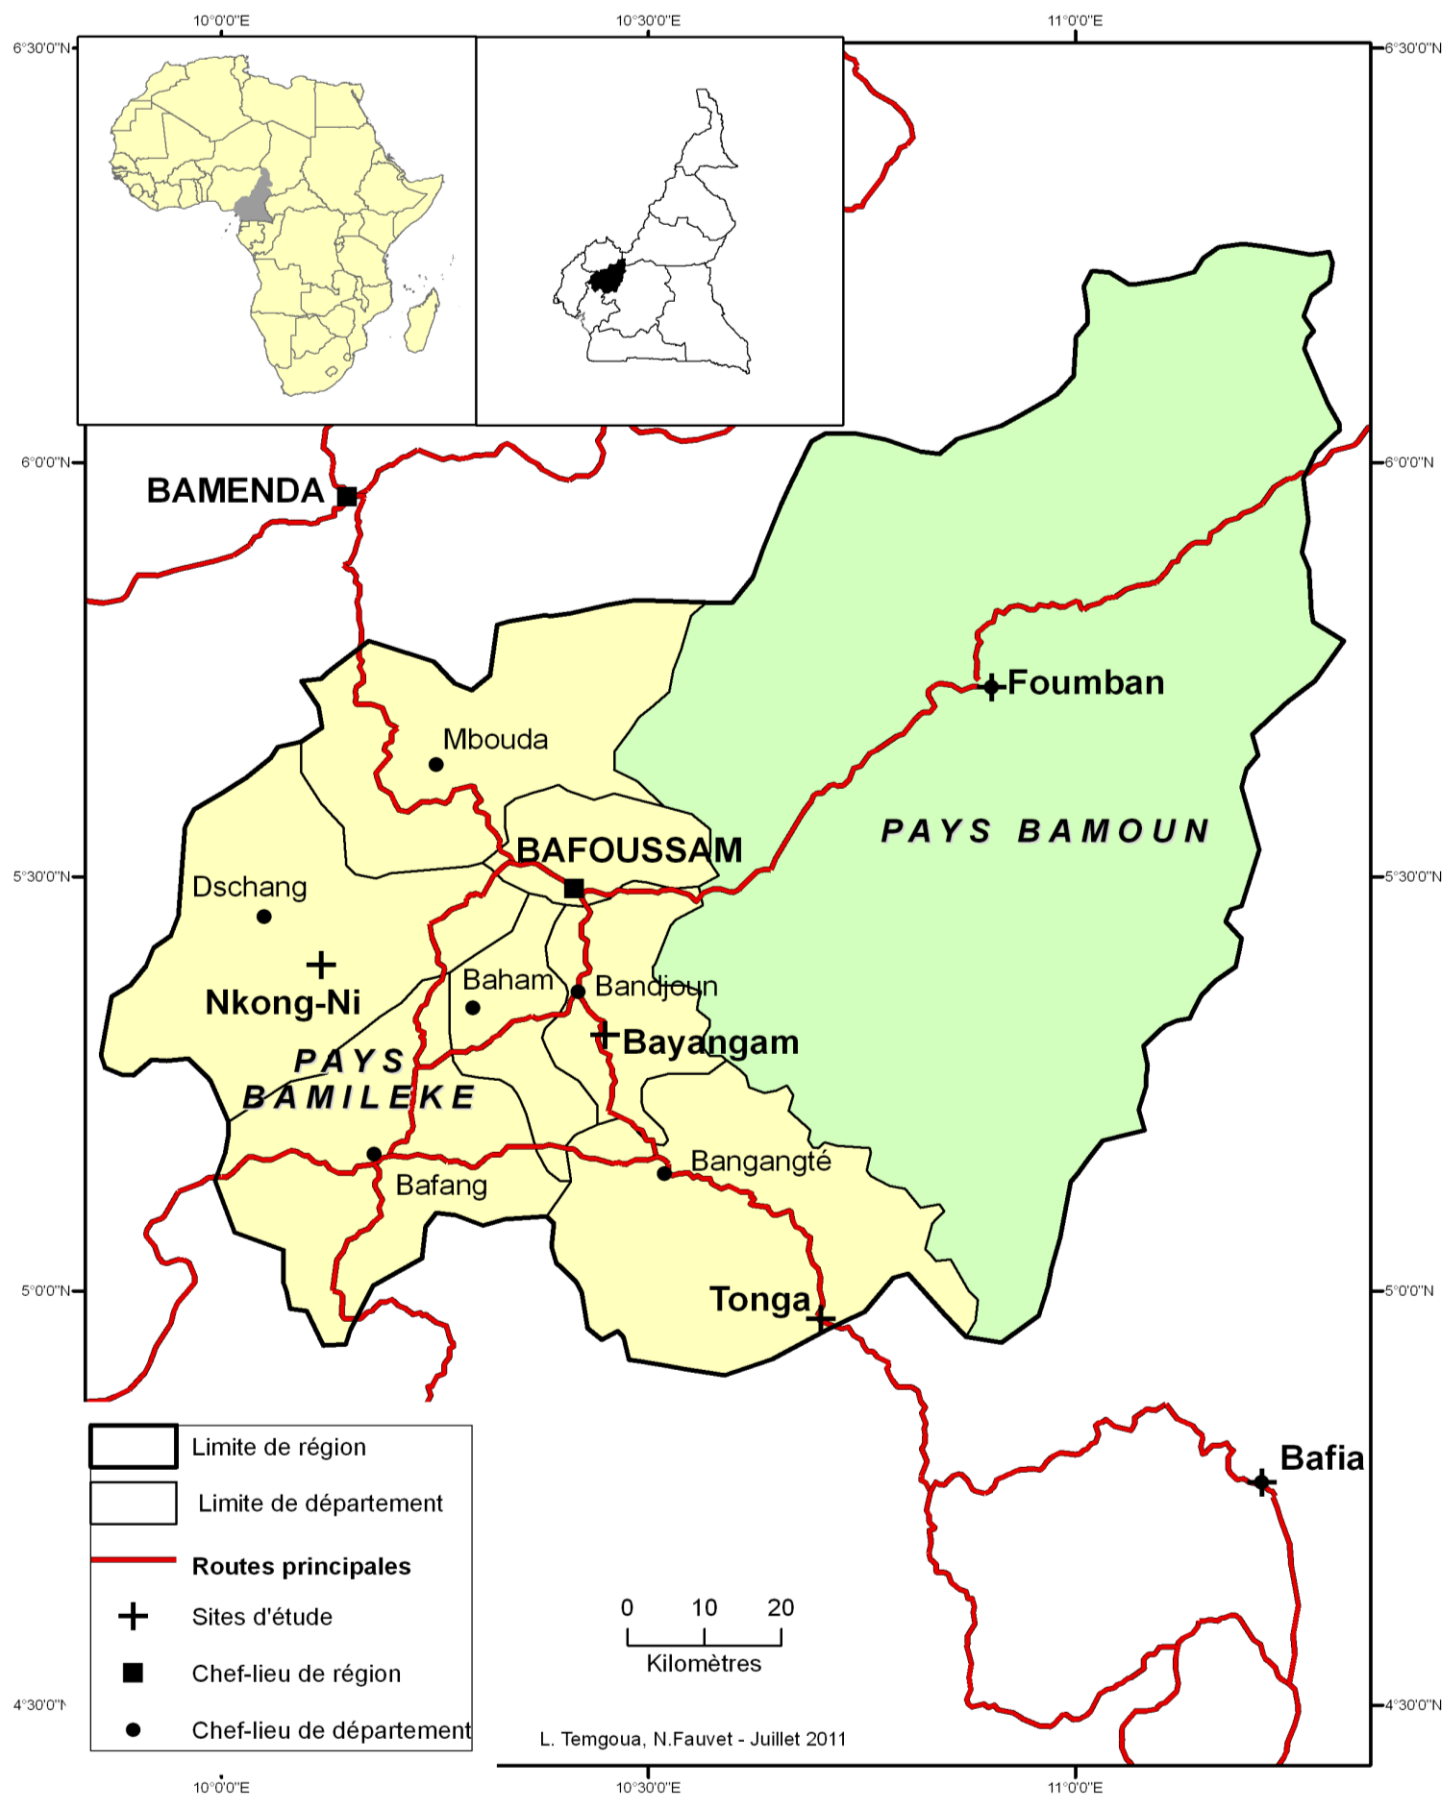 10°0'0"E
10°30'0"E
11°0'0"E
6°30'0"N
6°30'0"N
6°0'0"N
6°0'0"N
BAMENDA
Foumban
Mbouda
PAYS BAMOUN
BAFOUSSAM
5°30'0"N
5°30'0"N
Dschang
Baham
Bandjoun
Nkong-Ni
Bayangam
PAYS
BAMILEKE
Bangangté
Bafang
5°0'0"N
5°0'0"N
Tonga
Limite de région
Bafia
Limite de département
Routes principales
0 10 20
Sites d'étude
Kilomètres
Chef-lieu de région
4°30'0"N
4°30'0"N
Chef-lieu de département
L. Temgoua, N.Fauvet - Juillet 2011
10°0'0"E
10°30'0"E
11°0'0"E